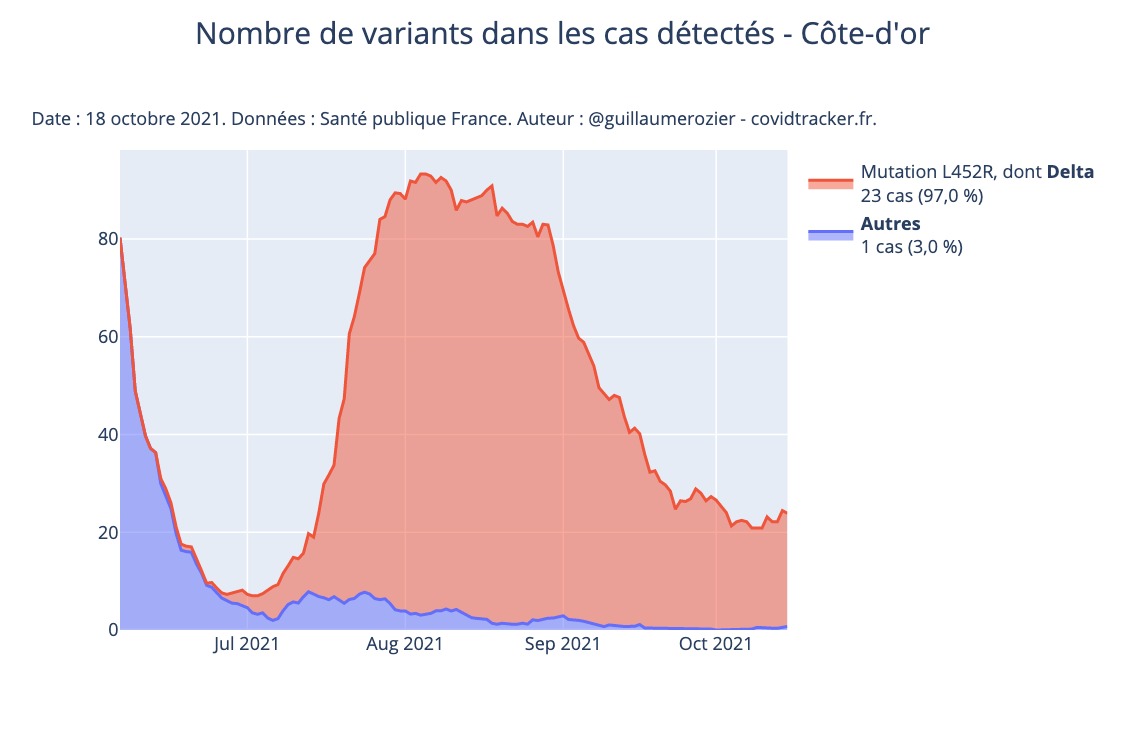 Nombre de variants dans les cas détectés - Côte-d'or
Date : 18 octobre 2021. Données : Santé publique France. Auteur : @guillaumerozier - covidtracker.fr.
Mutation L452R, dont Delta
23 cas (97,0 %)
Autres
1 cas (3,0 %)
80
60
40
20
0
Jul 2021
Aug 2021
Sep 2021
Oct 2021